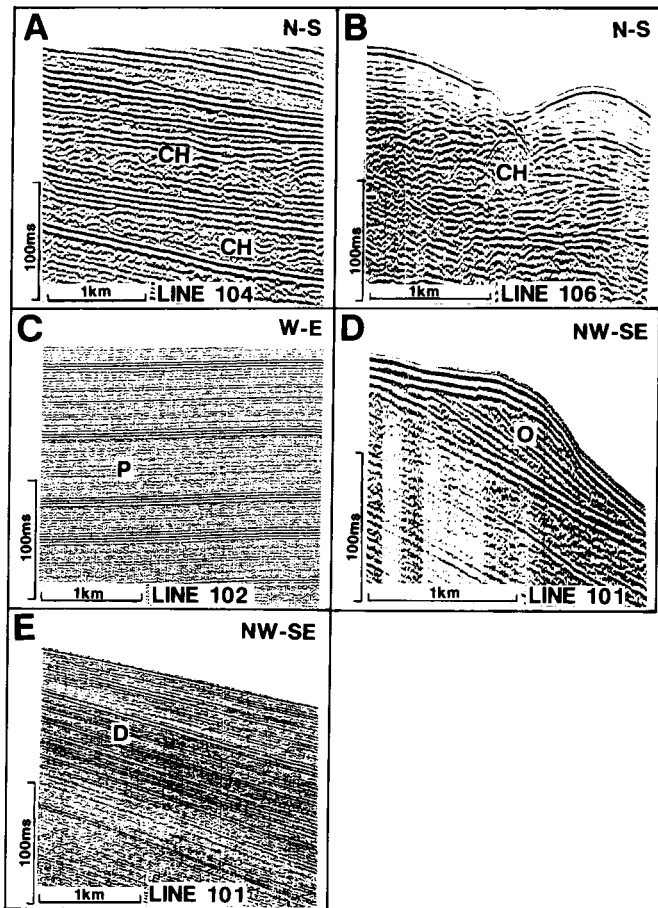 A N-S
CH
CH
100ms
1km LINE 104
B N-S
CH
100ms
1km LINE 106
C W-E
P
100ms
1km LINE 102
D NW-SE
O
100ms
1km LINE 101
E NW-SE
D
100ms
1km LINE 101